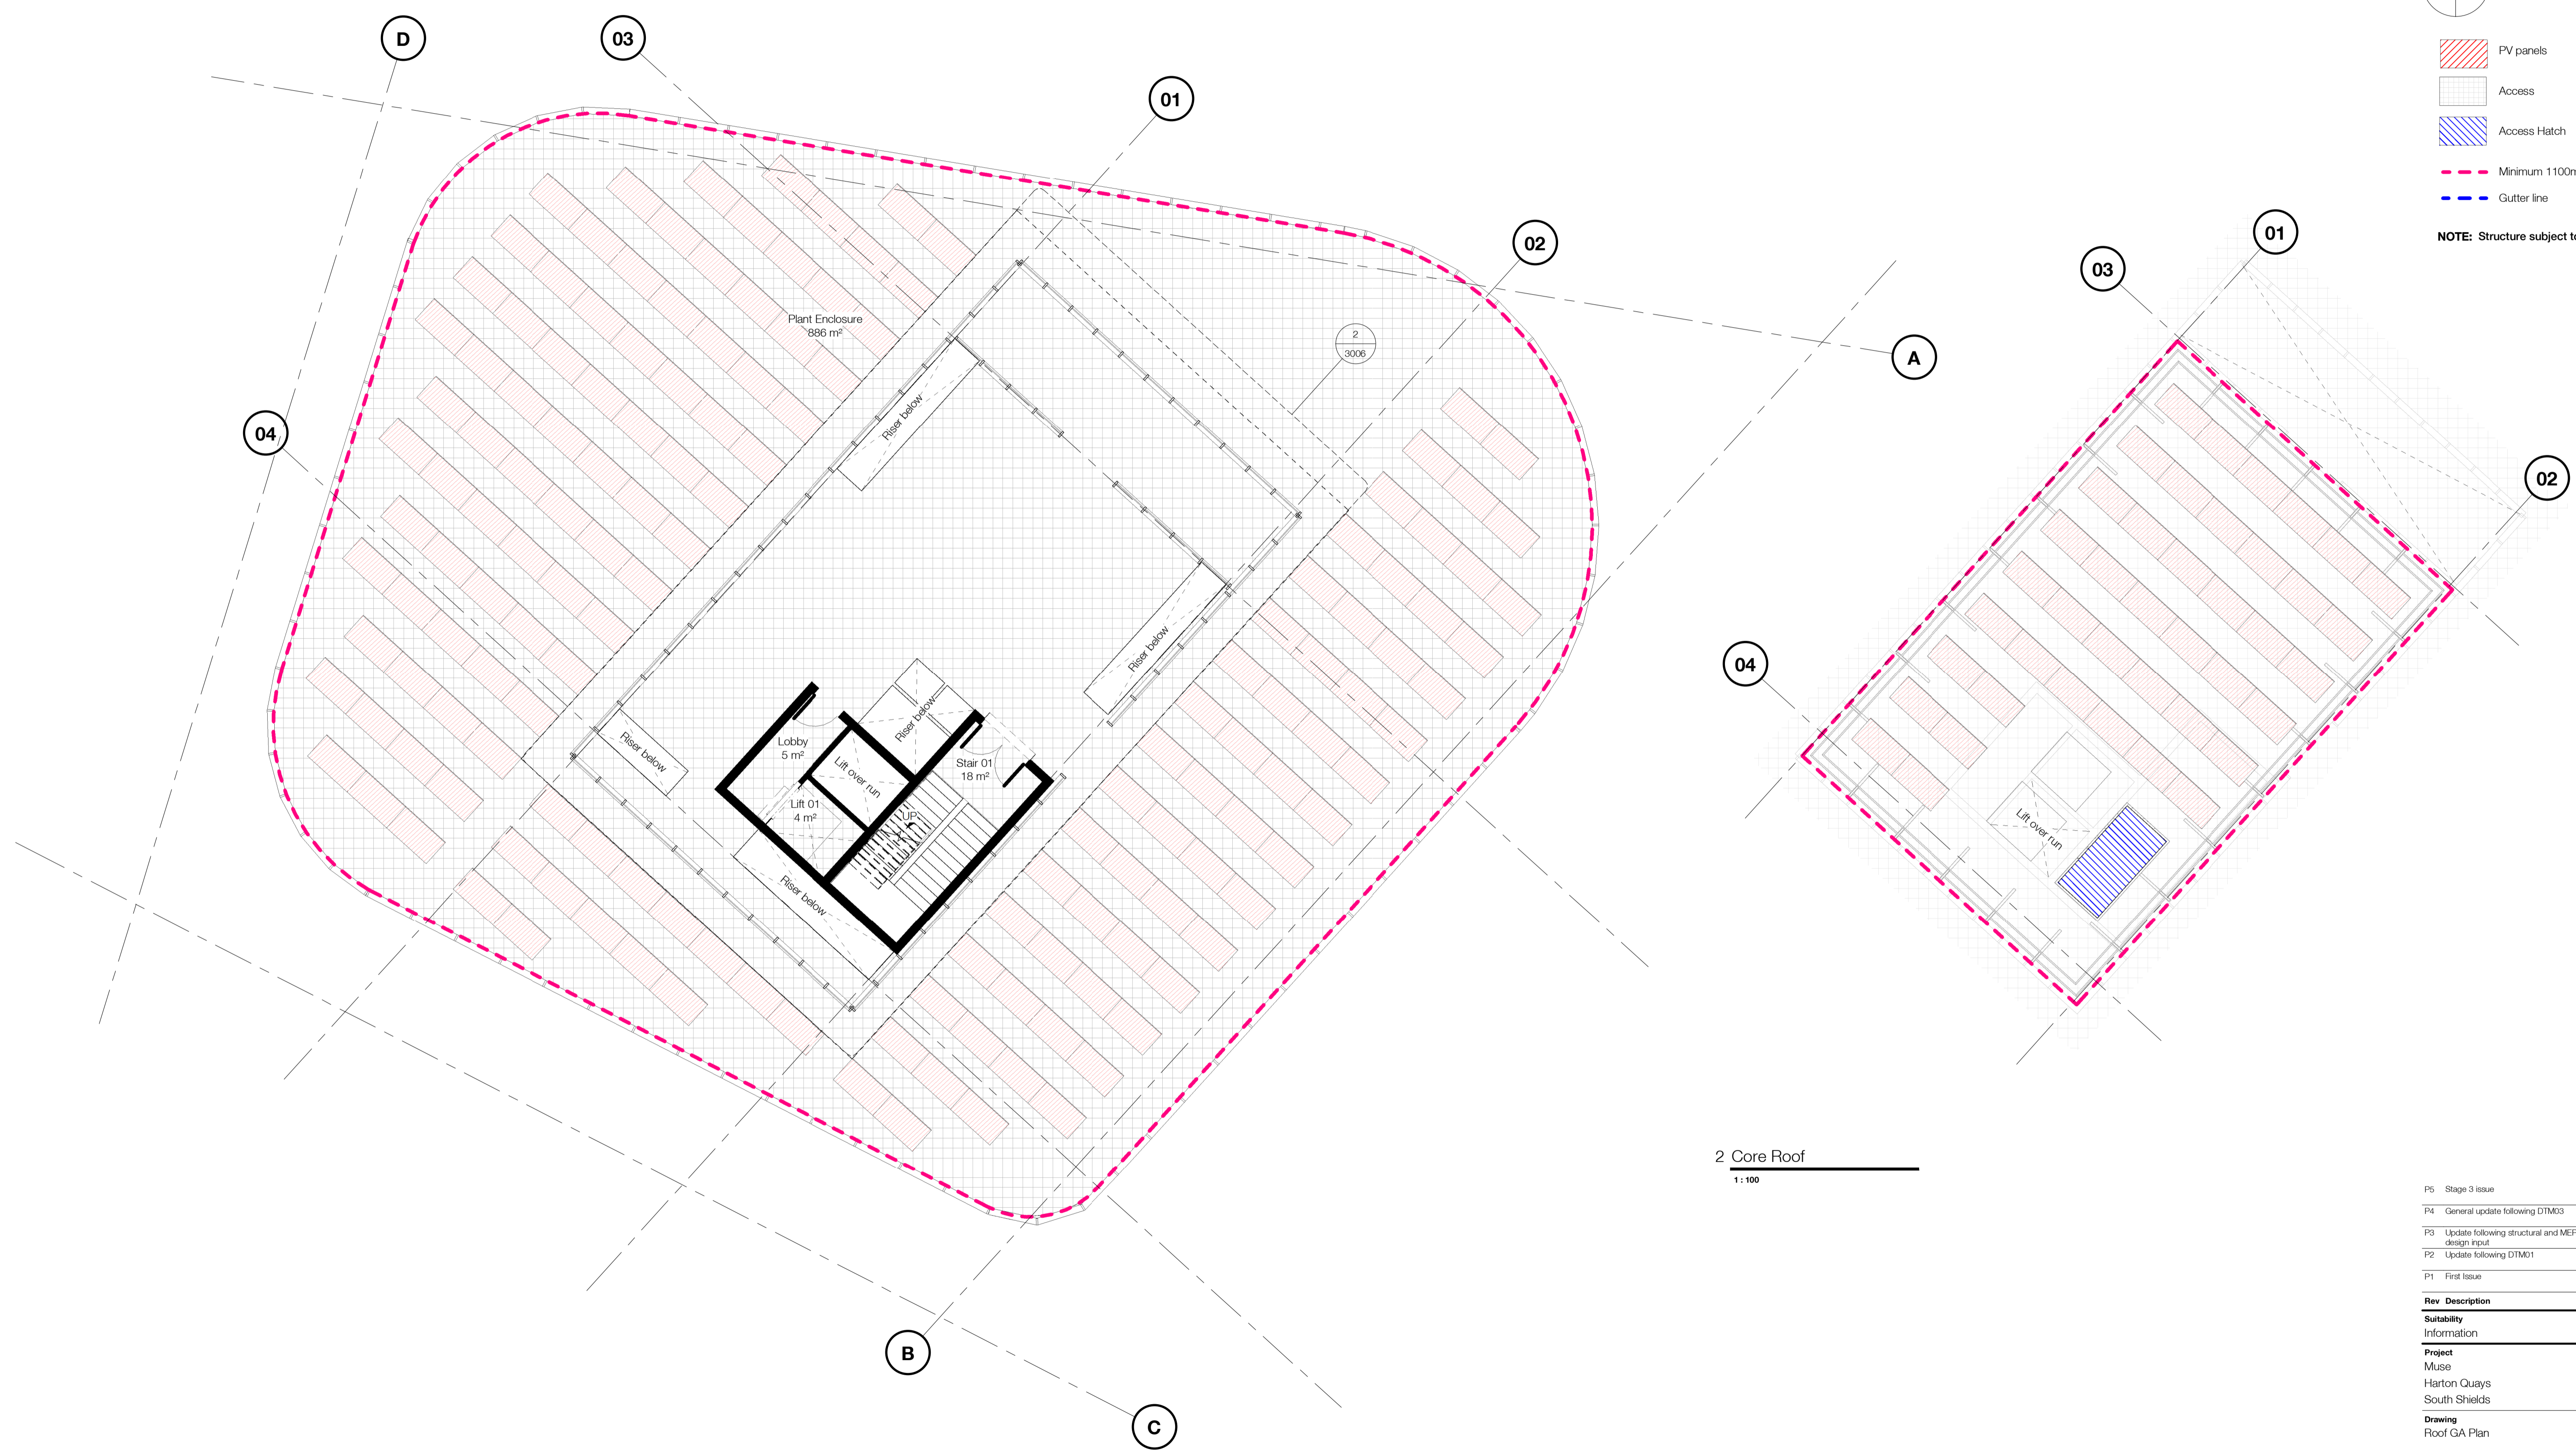 D
03
01
02
A
04
B
C
Plant Enclosure
886 m²
2
3006
Riser below
Riser below
Riser below
Riser below
Riser below
Lobby
5 m²
Lift over run
Lift 01
4 m²
Stair 01
18 m²
UP
03
01
02
04
Lift over run
2 Core Roof
1 : 100
PV panels
Access
Access Hatch
Minimum 1100m
Gutter line
NOTE: Structure subject to
P5 Stage 3 issue
P4 General update following DTM03
P3 Update following structural and MEP
design input
P2 Update following DTM01
P1 First Issue
Rev Description
Suitability
Information
Project
Muse
Harton Quays
South Shields
Drawing
Roof GA Plan